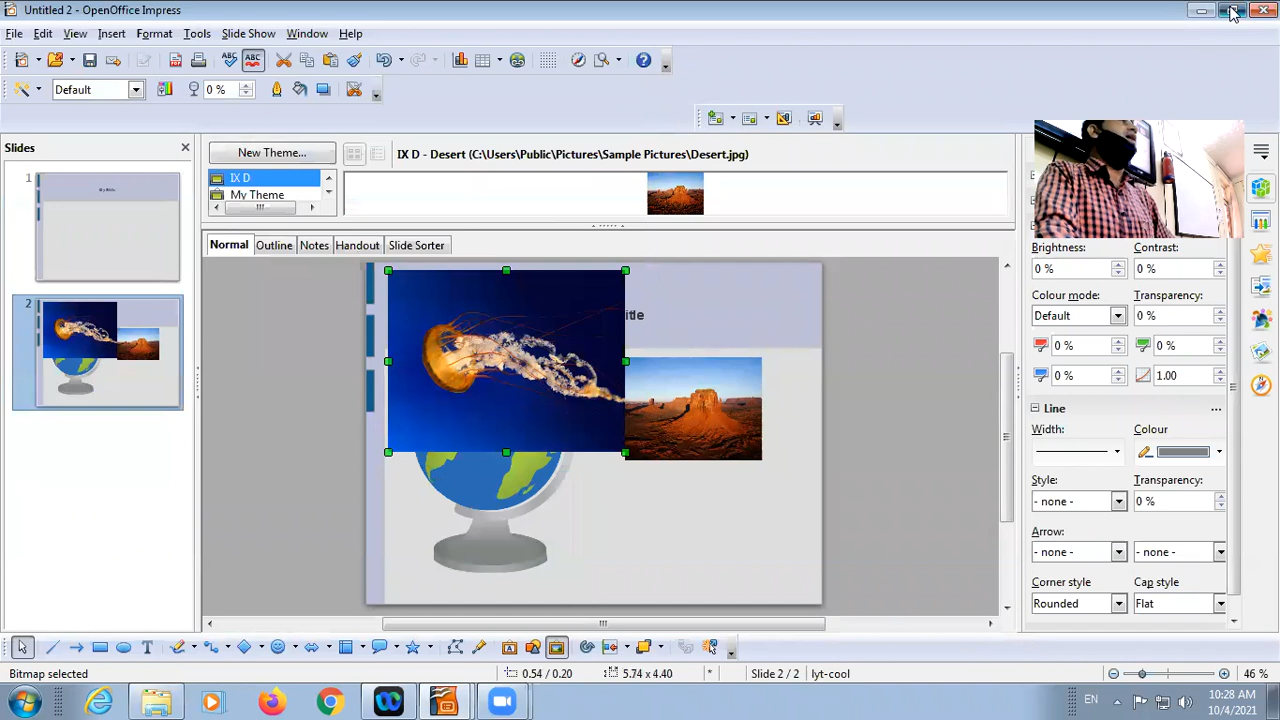 Untitled 2 - OpenOffice Impress
File Edit View Insert Format Tools Slide Show Window Help
Default
0 %
Slides
1
2
New Theme...
IX D - Desert (C:\Users\Public\Pictures\Sample Pictures\Desert.jpg)
IX D
My Theme
Normal Outline Notes Handout Slide Sorter
itle
Brightness: Contrast:
0 % 0 %
Colour mode: Transparency:
Default 0 %
0 % 0 %
0 % 1.00
Line
Width: Colour
Style: Transparency:
- none - 0 %
Arrow:
- none - - none -
Corner style Cap style
Rounded Flat
Bitmap selected 0.54 / 0.20 5.74 x 4.40 * Slide 2 / 2 lyt-cool 46 %
EN
10:28 AM
10/4/2021